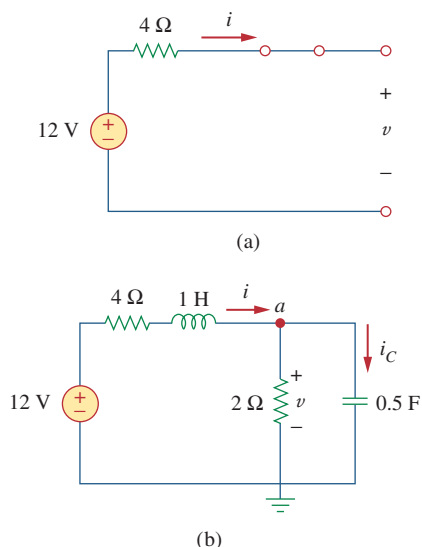 4 Ω i
+
12 V + − v
−
(a)
4 Ω 1 H i a
i_C
+
12 V + − 2 Ω v 0.5 F
−
(b)